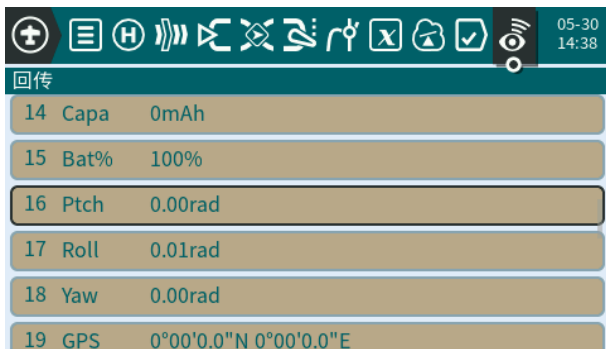 05-30
14:38
回传
14 Capa 0mAh
15 Bat% 100%
16 Ptch 0.00rad
17 Roll 0.01rad
18 Yaw 0.00rad
19 GPS 0°00'0.0"N 0°00'0.0"E